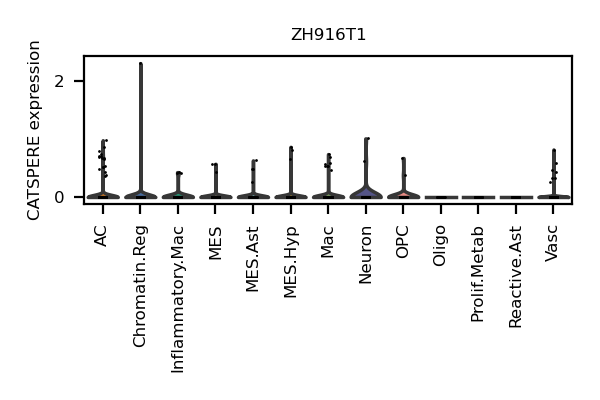 ZH916T1
CATSPERE expression
2
0
AC
Chromatin.Reg
Inflammatory.Mac
MES
MES.Ast
MES.Hyp
Mac
Neuron
OPC
Oligo
Prolif.Metab
Reactive.Ast
Vasc